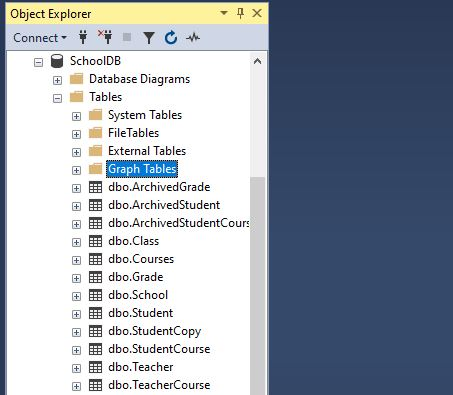 Object Explorer
Connect
SchoolDB
Database Diagrams
Tables
System Tables
FileTables
External Tables
Graph Tables
dbo.ArchivedGrade
dbo.ArchivedStudent
dbo.ArchivedStudentCours
dbo.Class
dbo.Courses
dbo.Grade
dbo.School
dbo.Student
dbo.StudentCopy
dbo.StudentCourse
dbo.Teacher
dbo.TeacherCourse